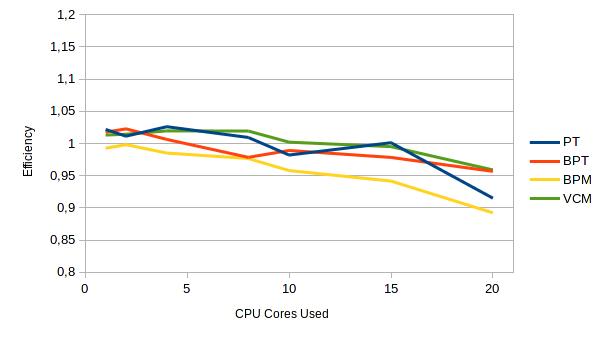 1,2
1,15
1,1
1,05
1
0,95
0,9
0,85
0,8
Efficiency
0 5 10 15 20
CPU Cores Used
PT
BPT
BPM
VCM